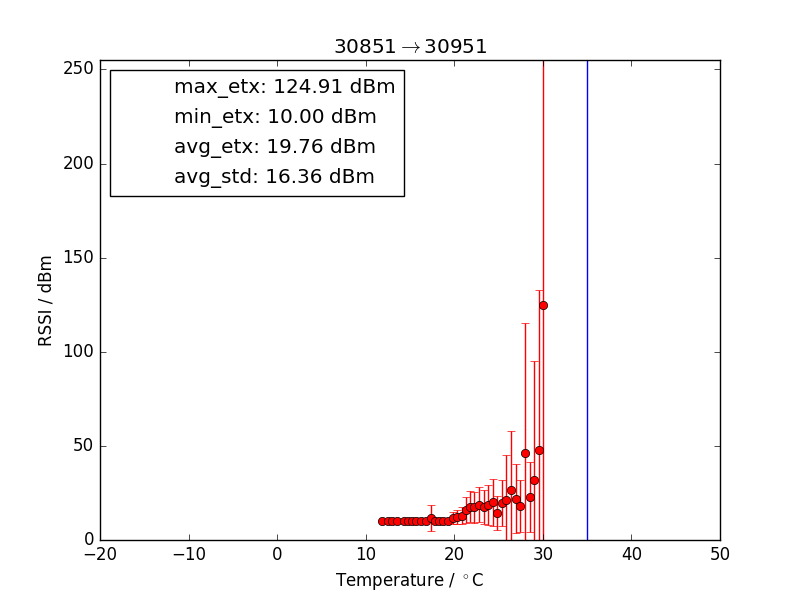 30851→30951
max_etx: 124.91 dBm
min_etx: 10.00 dBm
avg_etx: 19.76 dBm
avg_std: 16.36 dBm
RSSI / dBm
250
200
150
100
50
0
−20 −10 0 10 20 30 40 50
Temperature / °C